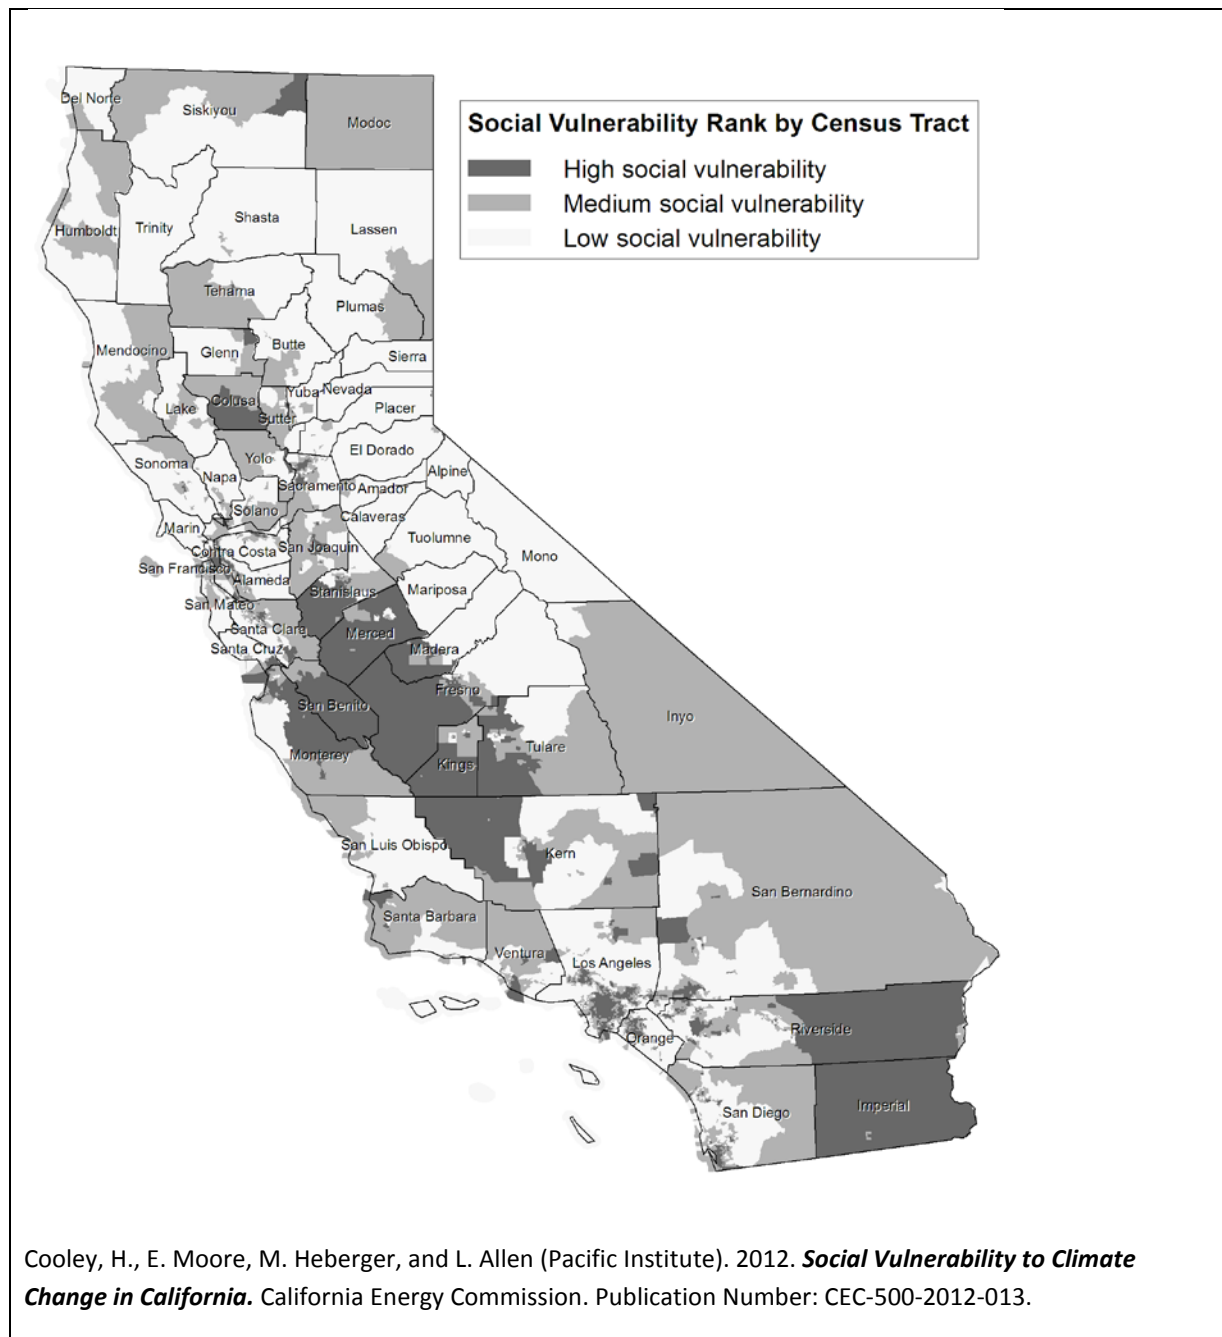 Social Vulnerability Rank by Census Tract
High social vulnerability
Medium social vulnerability
Low social vulnerability
Del Norte
Siskiyou
Modoc
Humboldt
Trinity
Shasta
Lassen
Tehama
Plumas
Mendocino
Glenn
Butte
Sierra
Lake
Colusa
Sutter
Yuba
Nevada
Placer
Sonoma
Napa
Yolo
El Dorado
Alpine
Sacramento
Amador
Solano
Marin
Calaveras
Contra Costa
San Joaquin
Tuolumne
Mono
San Francisco
Alameda
Stanislaus
Mariposa
San Mateo
Santa Clara
Merced
Santa Cruz
Madera
Fresno
San Benito
Inyo
Monterey
Kings
Tulare
San Luis Obispo
Kern
San Bernardino
Santa Barbara
Ventura
Los Angeles
Orange
Riverside
San Diego
Imperial
Cooley, H., E. Moore, M. Heberger, and L. Allen (Pacific Institute). 2012. Social Vulnerability to Climate
Change in California. California Energy Commission. Publication Number: CEC-500-2012-013.